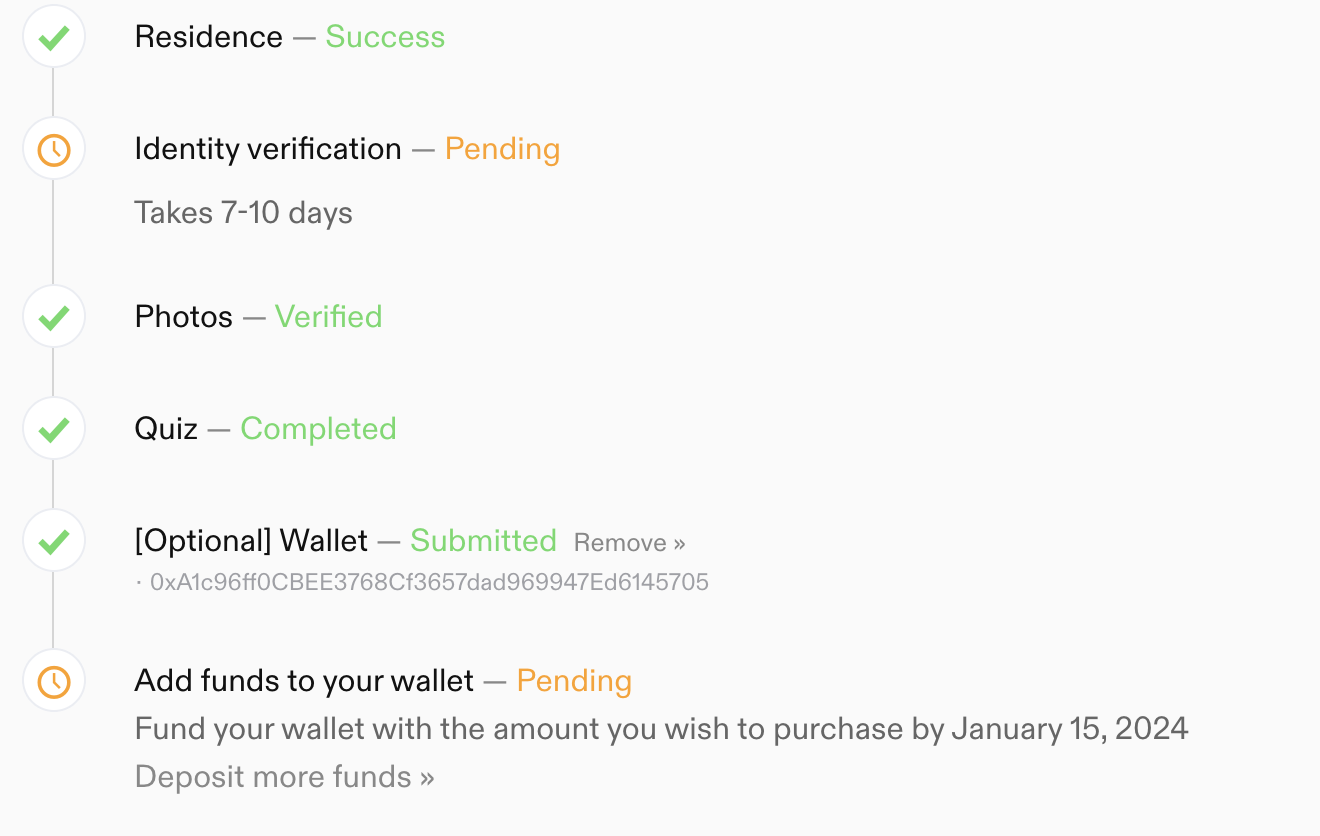 Residence — Success
Identity verification — Pending
Takes 7-10 days
Photos — Verified
Quiz — Completed
[Optional] Wallet — Submitted Remove »
· 0xA1c96ff0CBEE3768Cf3657dad969947Ed6145705
Add funds to your wallet — Pending
Fund your wallet with the amount you wish to purchase by January 15, 2024
Deposit more funds »